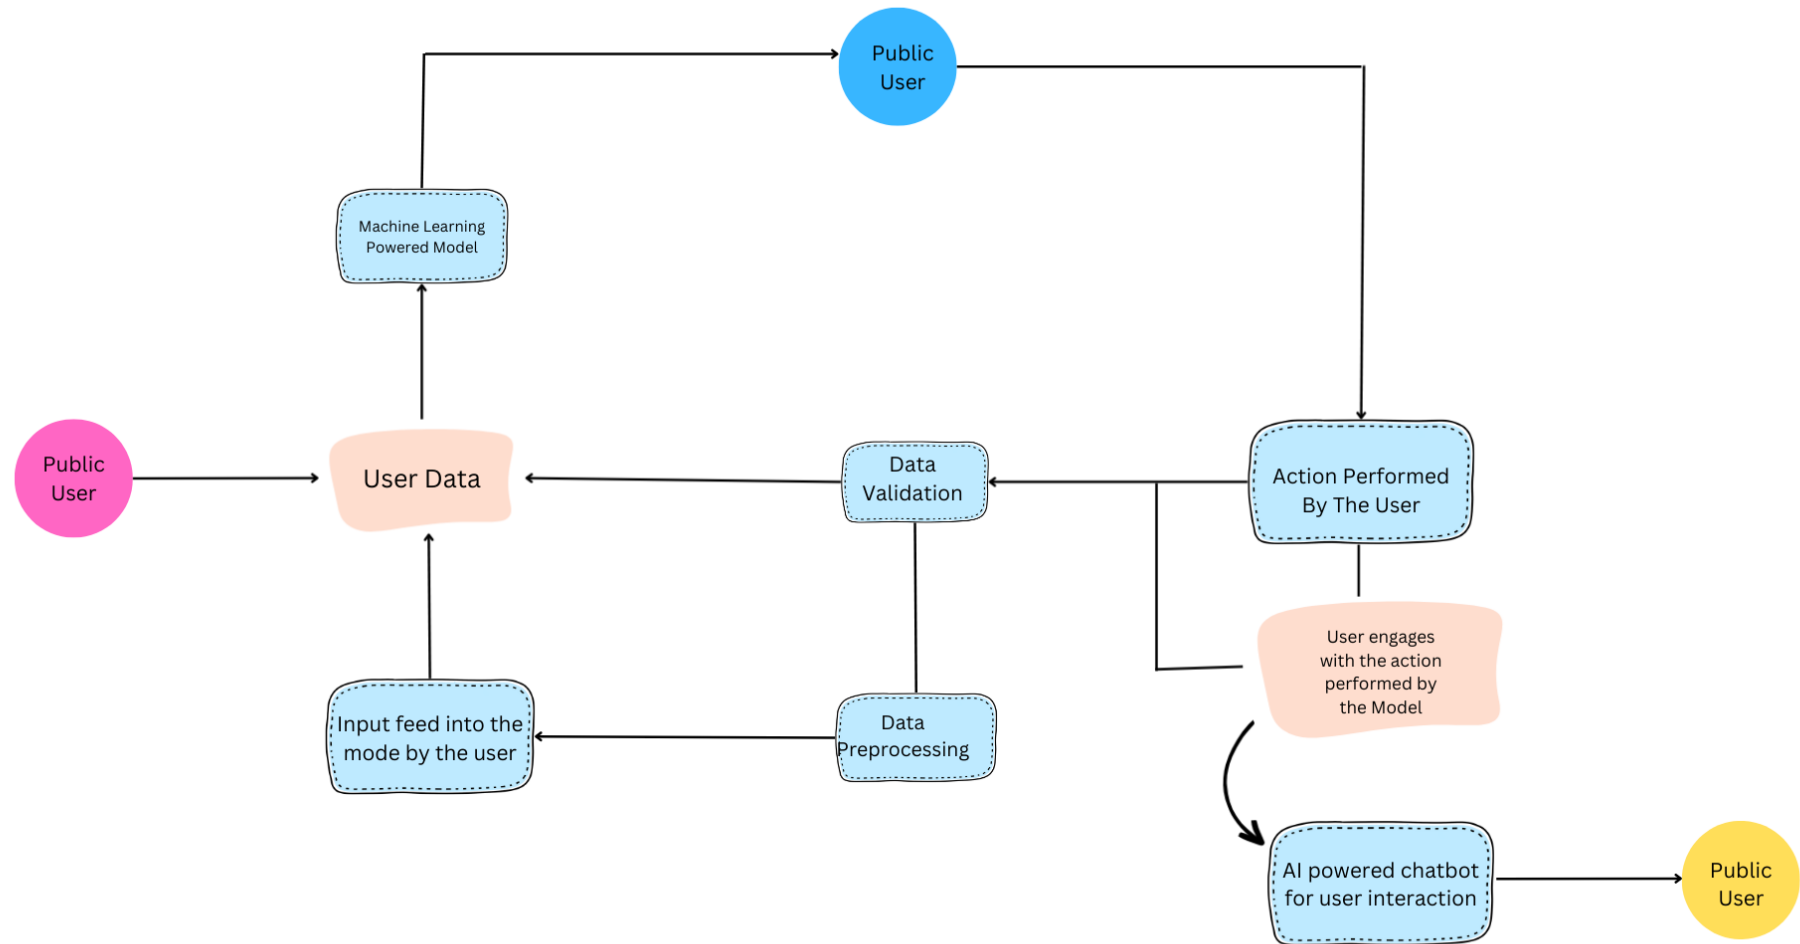 Public
User
Machine Learning
Powered Model
Public
User
User Data
Data
Validation
Action Performed
By The User
User engages
with the action
performed by
the Model
Input feed into the
mode by the user
Data
Preprocessing
AI powered chatbot
for user interaction
Public
User